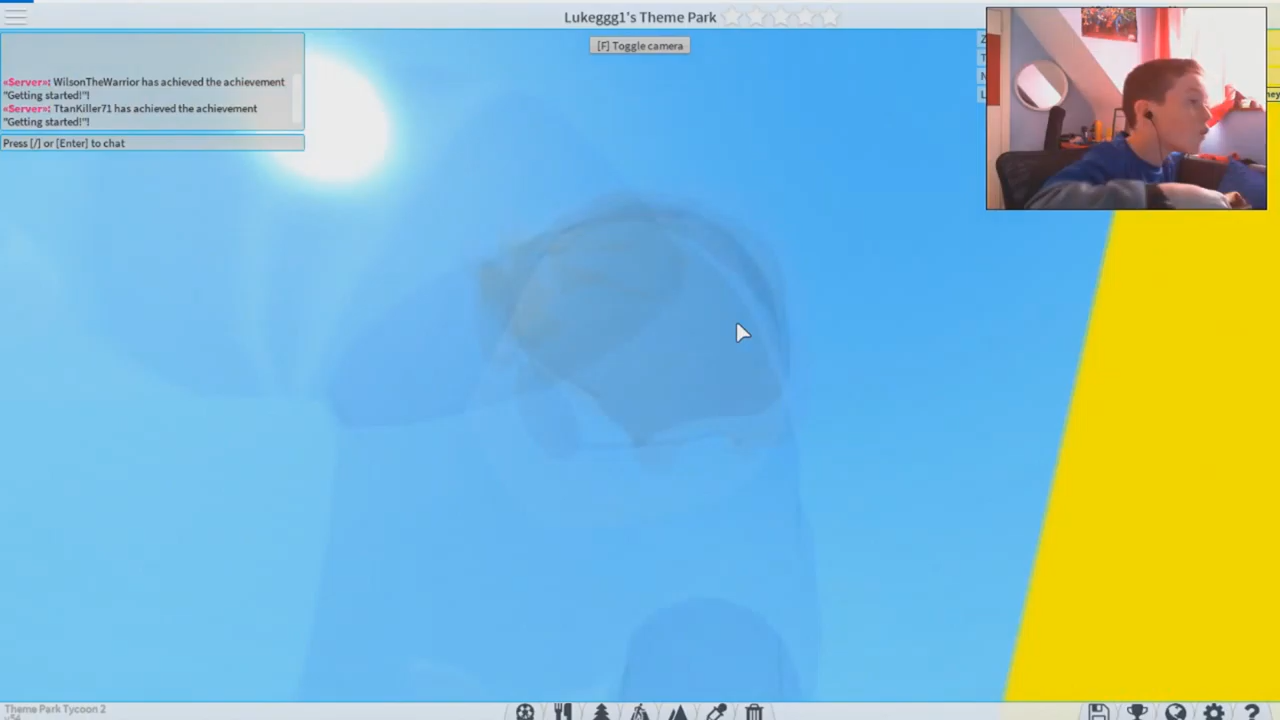 Lukeggg1's Theme Park
[F] Toggle camera
«Server»: WilsonTheWarrior has achieved the achievement
"Getting started!"!
«Server»: TtanKiller71 has achieved the achievement
"Getting started!"!
Press [/] or [Enter] to chat
Theme Park Tycoon 2